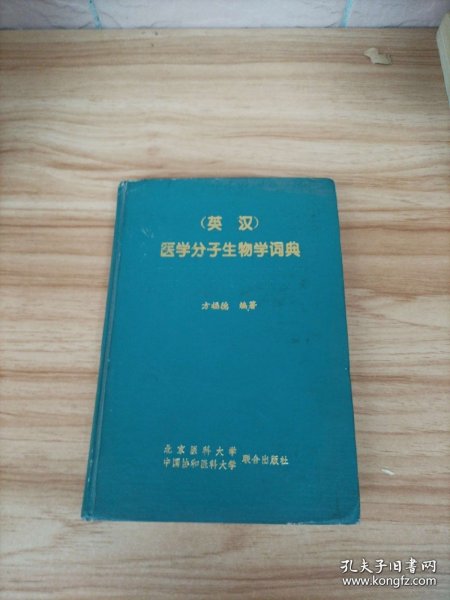 （英汉）
医学分子生物学词典
方福德 编著
北京医科大学
中国协和医科大学 联合出版社
孔夫子旧书网
www.kongfz.com